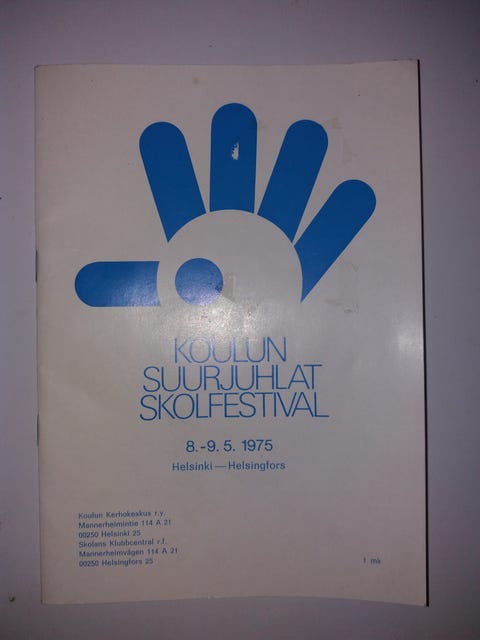 KOULUN
SUURJUHLAT
SKOLFESTIVAL
8.-9. 5. 1975
Helsinki — Helsingfors
Koulun Kerhokeskus r.y.
Mannerheimintie 114 A 21
00250 Helsinki 25
Skolans Klubbcentral r.f.
Mannerheimvägen 114 A 21
00250 Helsingfors 25
1 mk